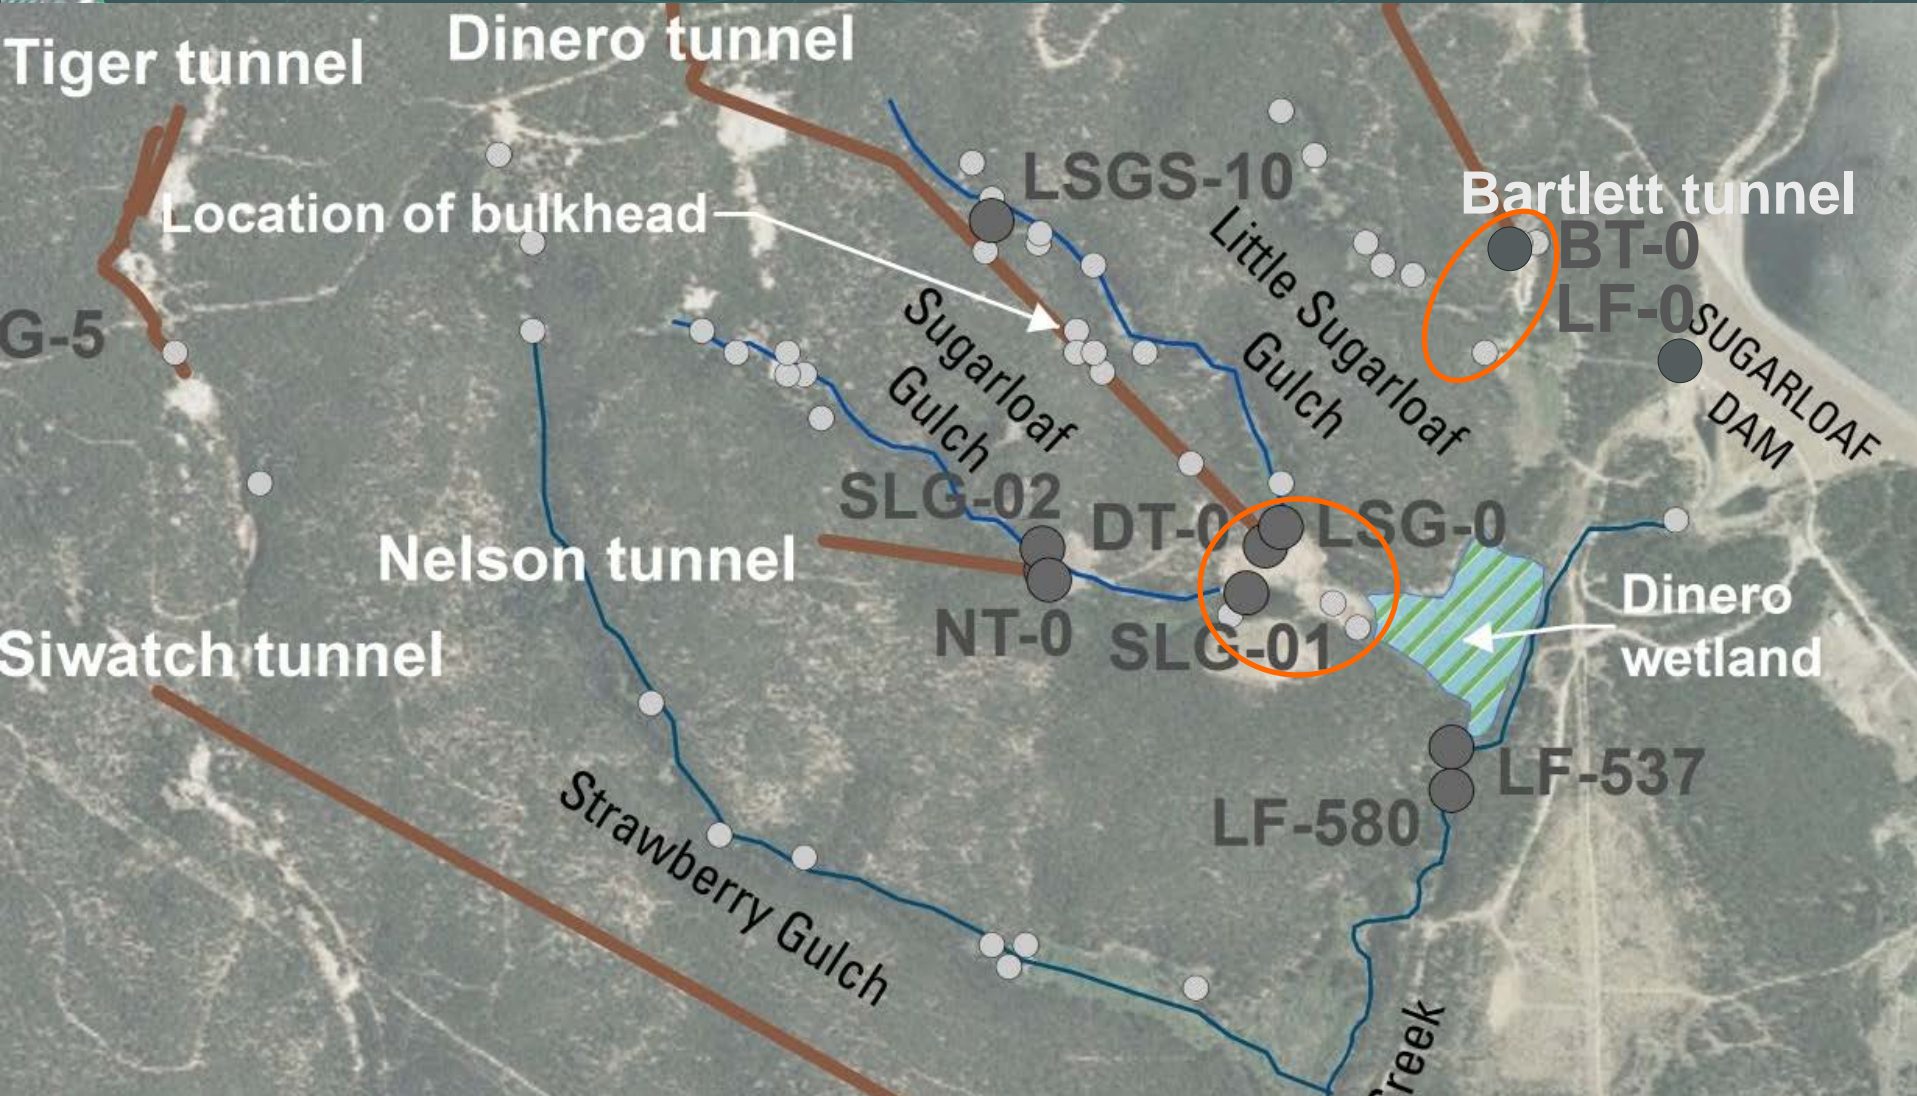 Dinero tunnel
Tiger tunnel
LSGS-10
Bartlett tunnel
Location of bulkhead
BT-0
LF-0
G-5
Little Sugarloaf
Gulch
Sugarloaf
Gulch
SUGARLOAF
DAM
SLG-02
DT-0
LSG-0
Nelson tunnel
Dinero
wetland
NT-0
SLG-01
Siwatch tunnel
LF-537
LF-580
Strawberry Gulch
Creek